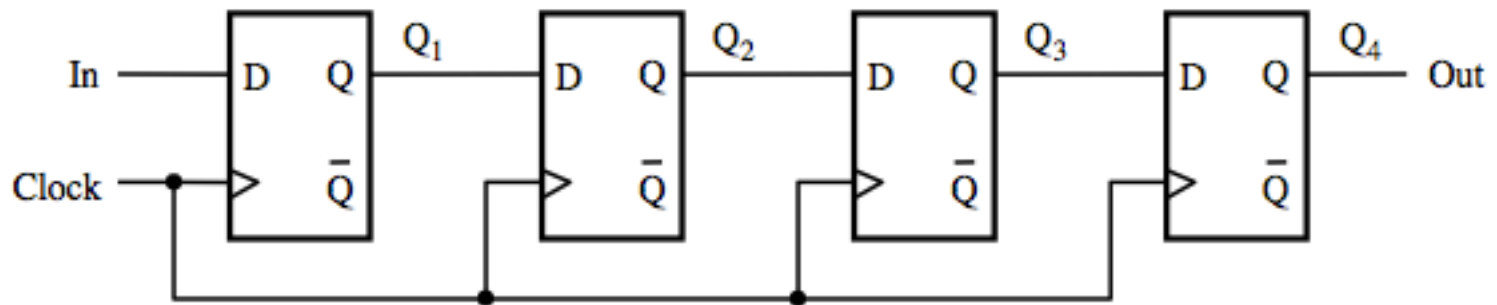 Q₁ Q₂ Q₃ Q₄
In D Q D Q D Q D Q Out
Clock Q̅ Q̅ Q̅ Q̅